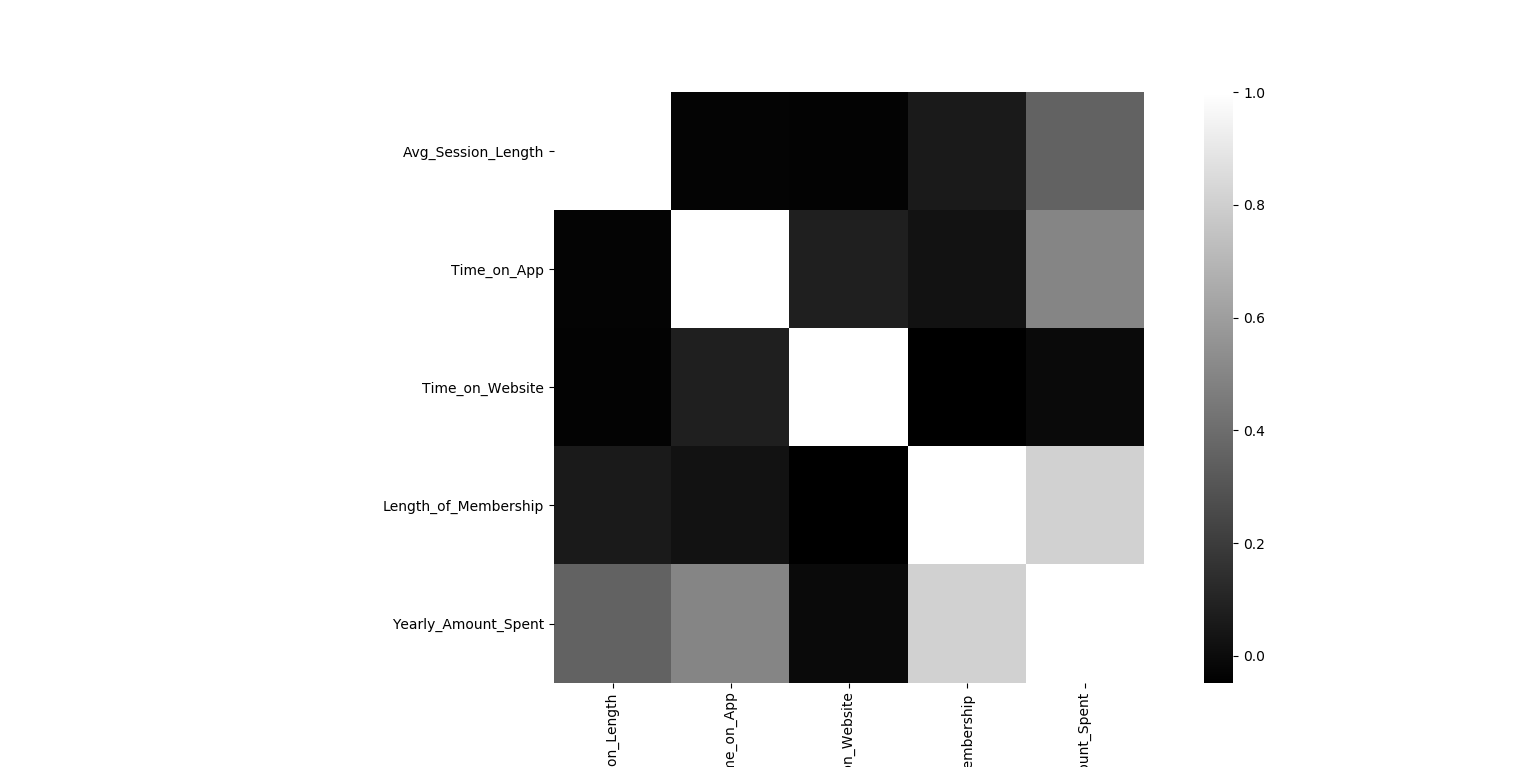 Avg_Session_Length
Time_on_App
Time_on_Website
Length_of_Membership
Yearly_Amount_Spent
on_Length
me_on_App
on_Website
embership
ount_Spent
1.0
0.8
0.6
0.4
0.2
0.0